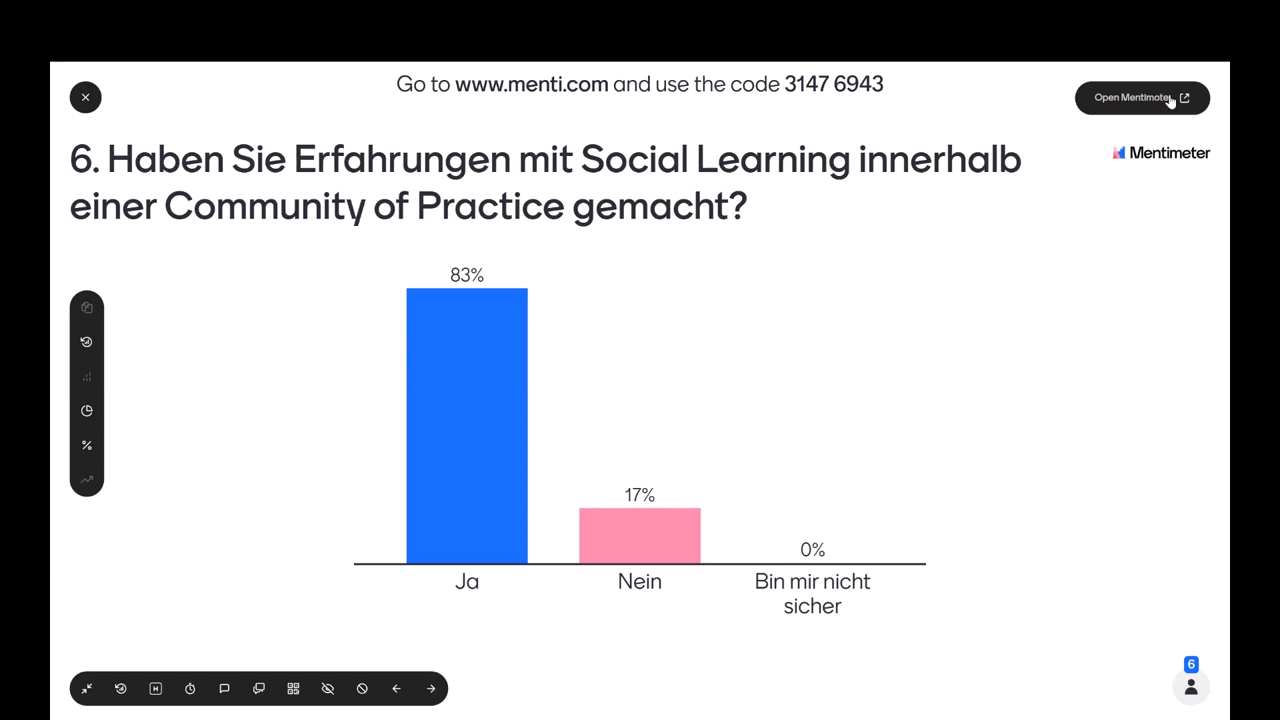 Go to www.menti.com and use the code 3147 6943
Open Mentimeter
6. Haben Sie Erfahrungen mit Social Learning innerhalb
einer Community of Practice gemacht?
Mentimeter
83%
17%
0%
Ja
Nein
Bin mir nicht
sicher
6